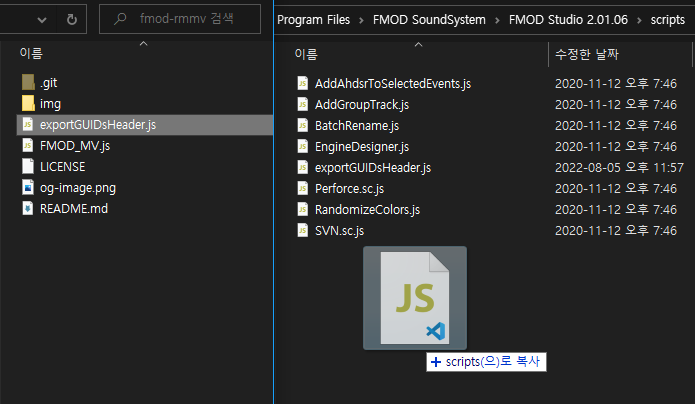 fmod-rmmv 검색
이름
.git
img
exportGUIDsHeader.js
FMOD_MV.js
LICENSE
og-image.png
README.md
Program Files > FMOD SoundSystem > FMOD Studio 2.01.06 > scripts
이름 수정한 날짜
AddAhdsrToSelectedEvents.js 2020-11-12 오후 7:46
AddGroupTrack.js 2020-11-12 오후 7:46
BatchRename.js 2020-11-12 오후 7:46
EngineDesigner.js 2020-11-12 오후 7:46
exportGUIDsHeader.js 2022-08-05 오후 11:57
Perforce.sc.js 2020-11-12 오후 7:46
RandomizeColors.js 2020-11-12 오후 7:46
SVN.sc.js 2020-11-12 오후 7:46
JS
scripts(으)로 복사